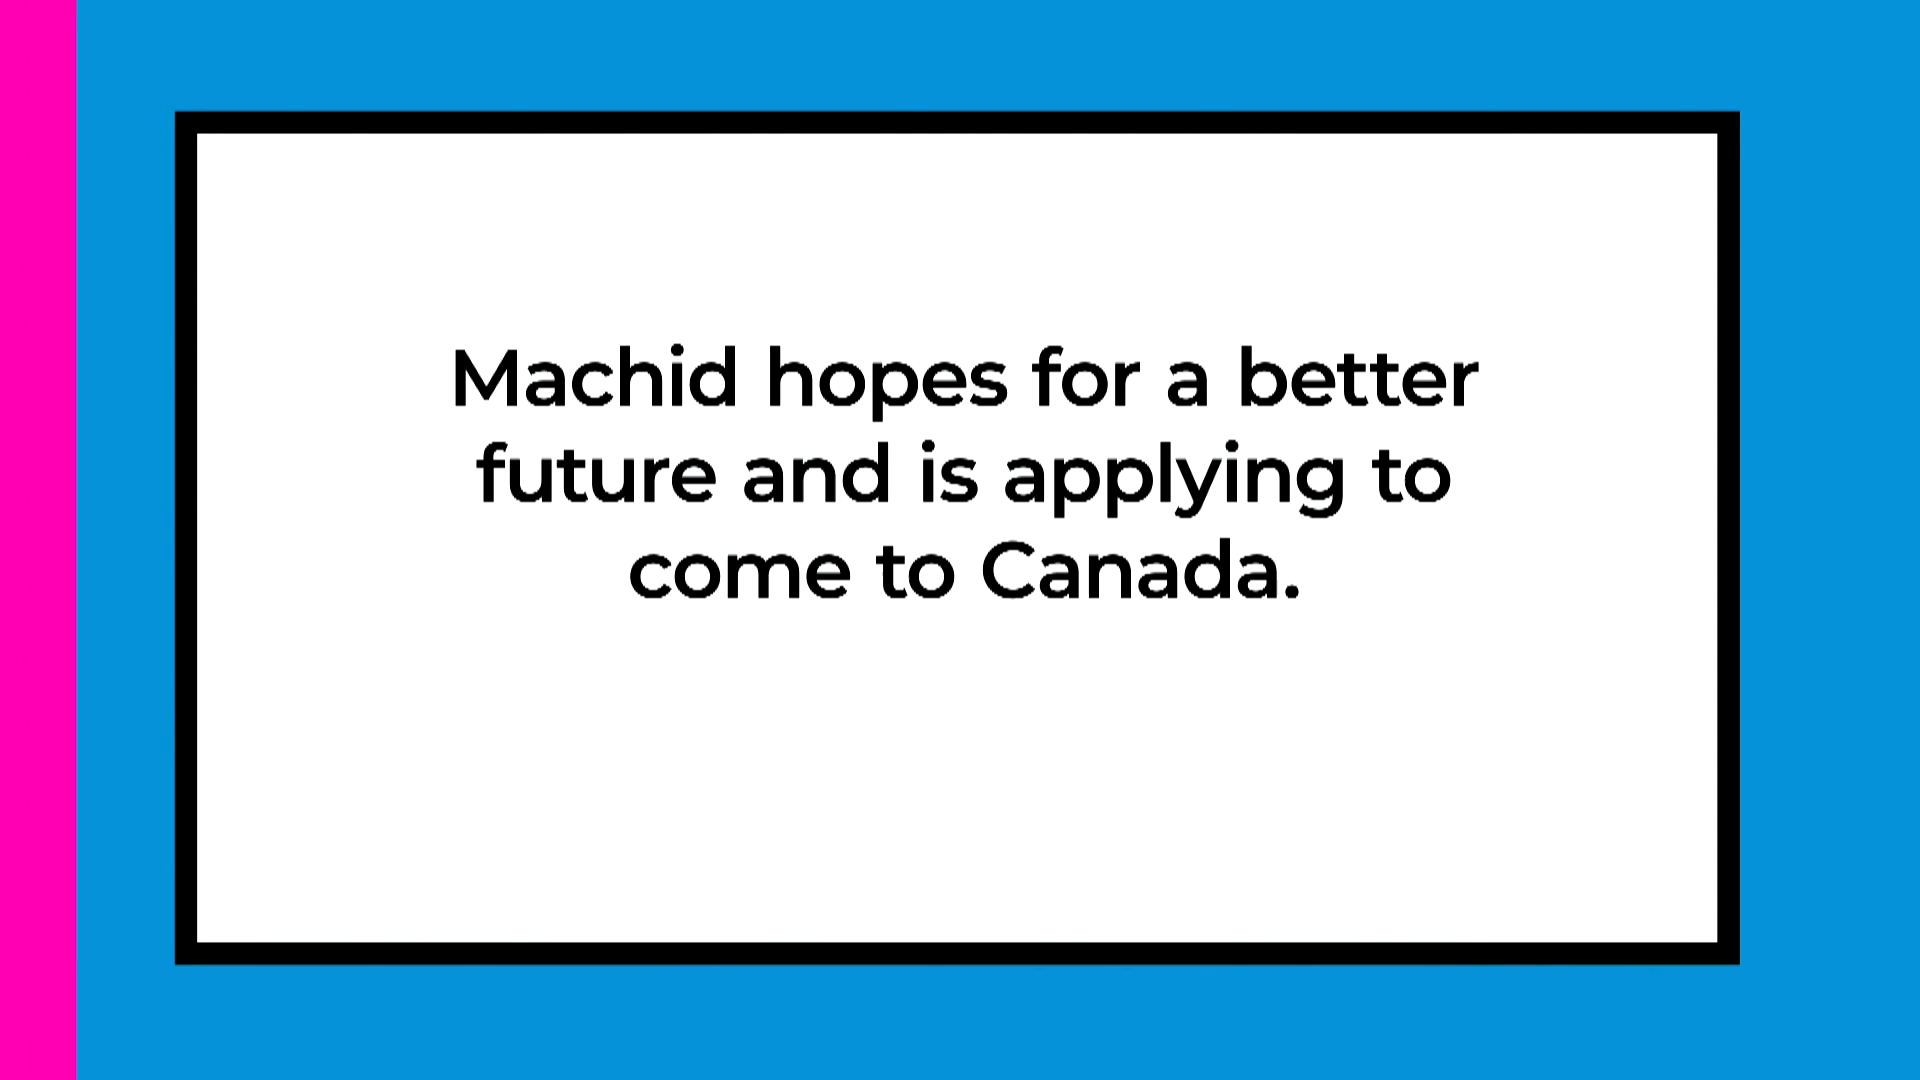 Machid hopes for a better
future and is applying to
come to Canada.